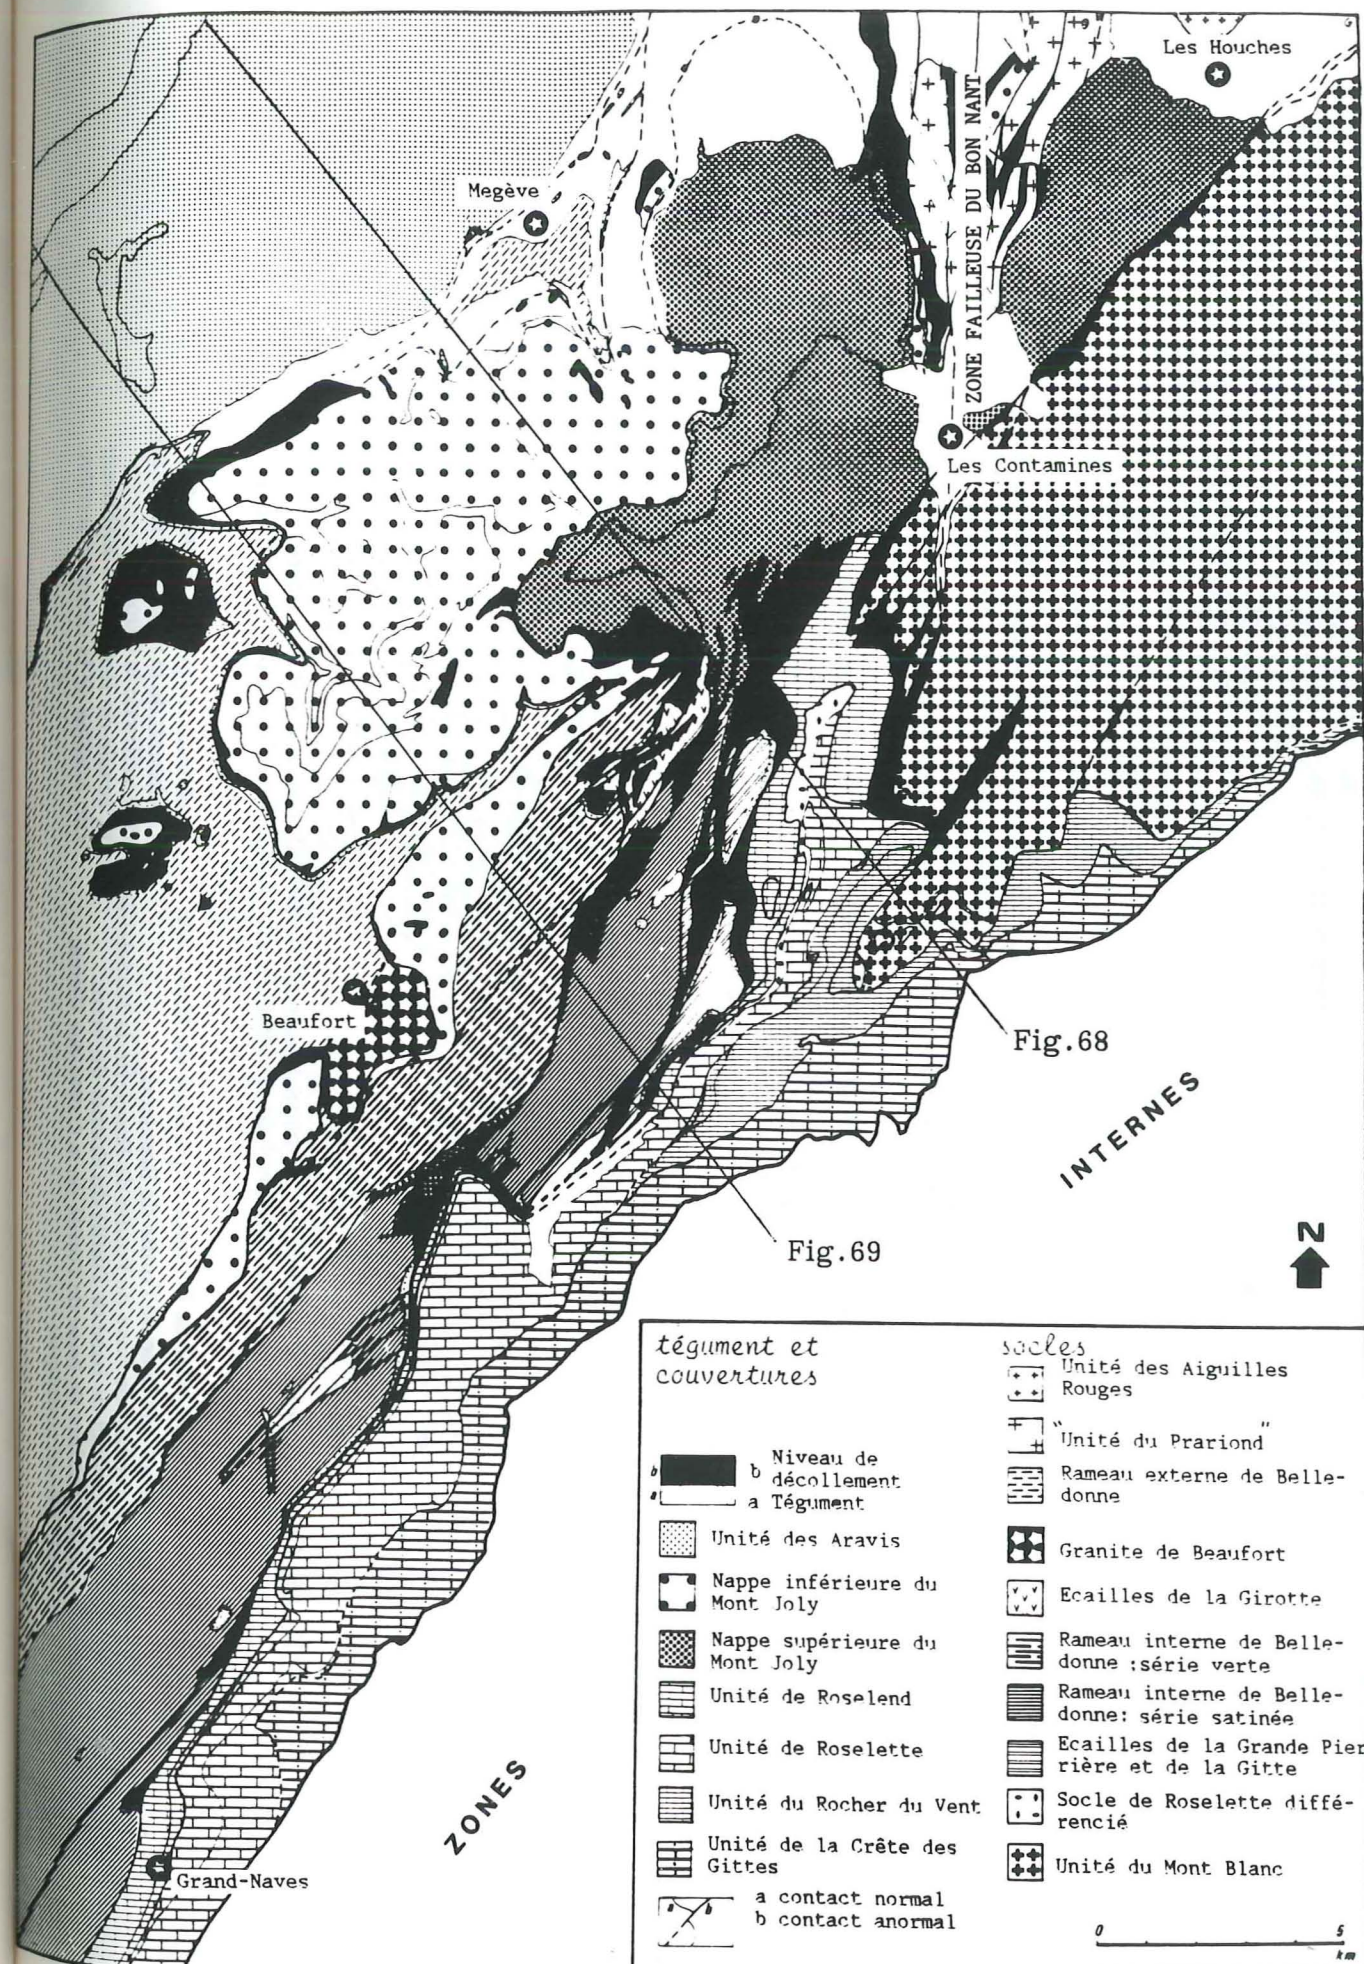 Les Houches
Megève
ZONE FAILLEUSE DU BON NANT
Les Contamines
Beaufort
Fig.68
INTERNES
N
Fig.69
ZONES
Grand-Naves
tégument et
couvertures
b b Niveau de
décollement
a a Tégument
Unité des Aravis
Nappe inférieure du
Mont Joly
Nappe supérieure du
Mont Joly
Unité de Roselend
Unité de Roselette
Unité du Rocher du Vent
Unité de la Crête des
Gittes
a b a contact normal
b contact anormal
socles
Unité des Aiguilles
Rouges
" "
Unité du Prariond
Rameau externe de Belle-
donne
Granite de Beaufort
Ecailles de la Girotte
Rameau interne de Belle-
donne :série verte
Rameau interne de Belle-
donne: série satinée
Ecailles de la Grande Pier
rière et de la Gitte
Socle de Roselette diffé-
rencié
Unité du Mont Blanc
0 5
km